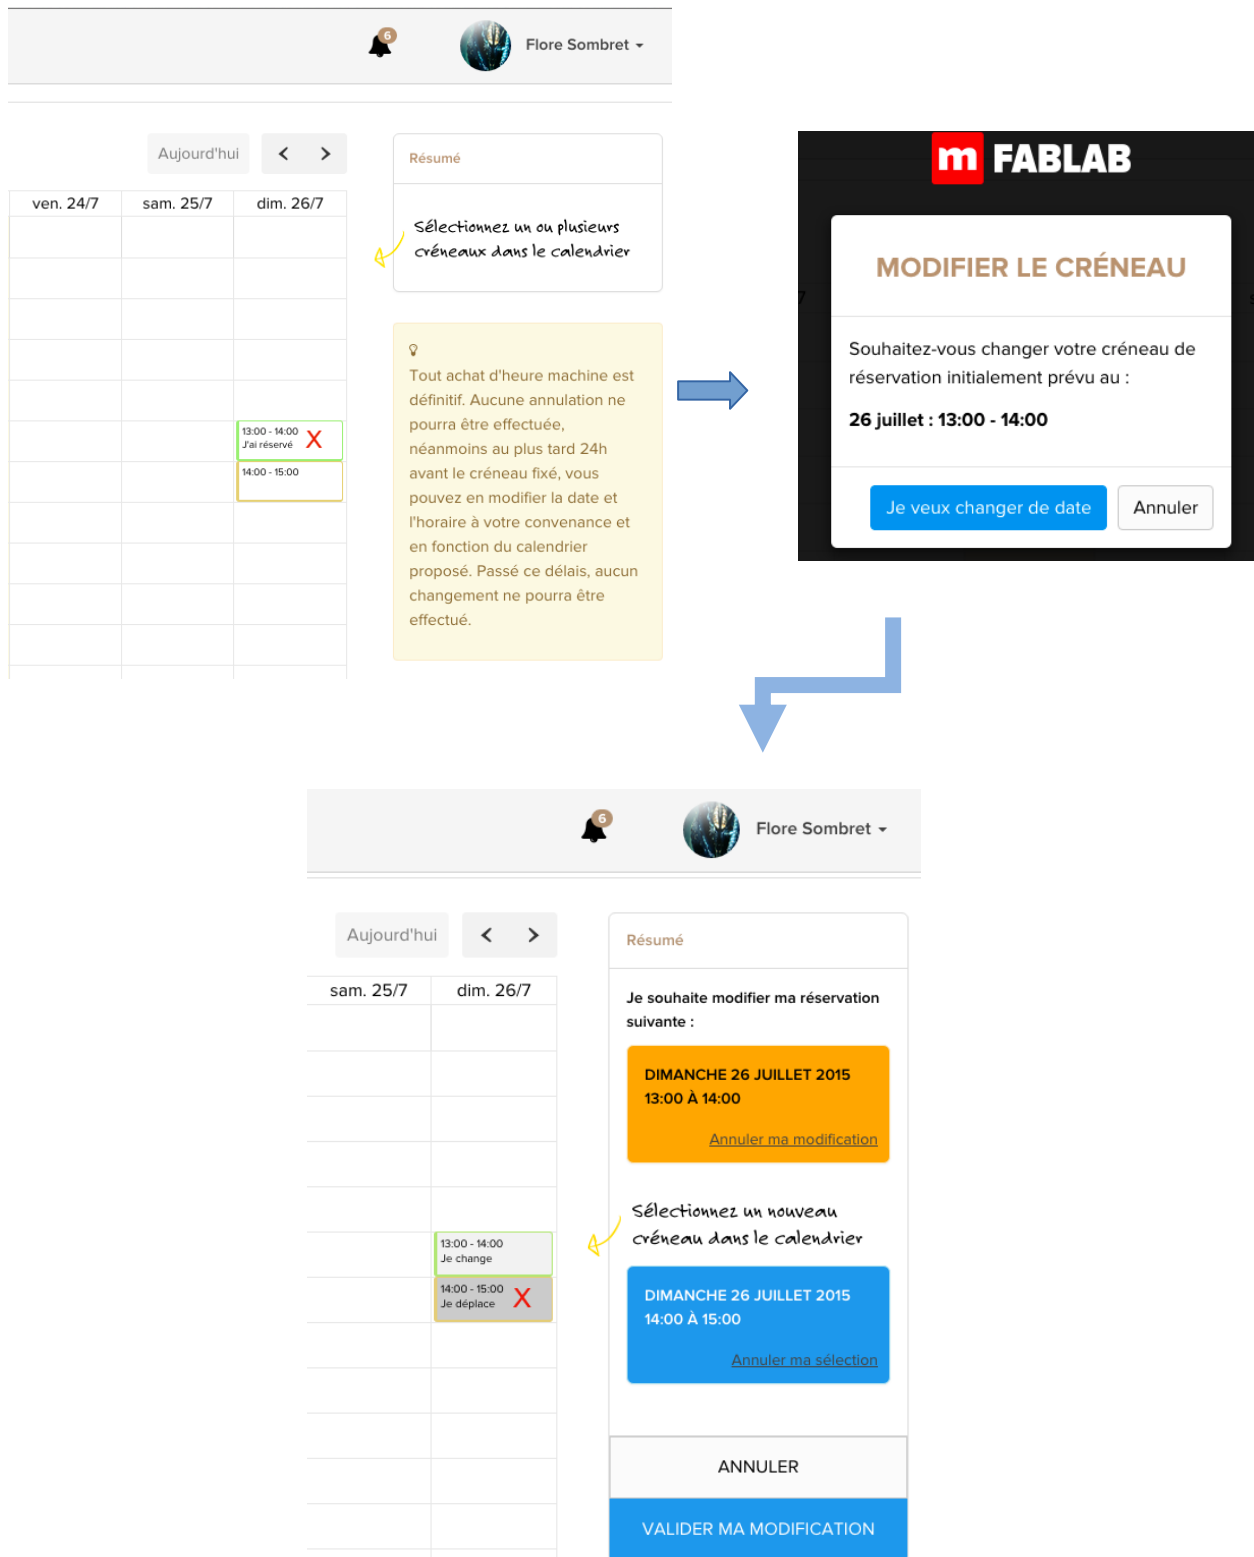 6
Flore Sombret
Aujourd'hui
ven. 24/7
sam. 25/7
dim. 26/7
13:00 - 14:00
J'ai réservé
X
14:00 - 15:00
Résumé
Sélectionnez un ou plusieurs
créneaux dans le calendrier
Tout achat d'heure machine est
définitif. Aucune annulation ne
pourra être effectuée,
néanmoins au plus tard 24h
avant le créneau fixé, vous
pouvez en modifier la date et
l'horaire à votre convenance et
en fonction du calendrier
proposé. Passé ce délais, aucun
changement ne pourra être
effectué.
m FABLAB
7
MODIFIER LE CRÉNEAU
Souhaitez-vous changer votre créneau de
réservation initialement prévu au :
26 juillet : 13:00 - 14:00
Je veux changer de date
Annuler
6
Flore Sombret
Aujourd'hui
sam. 25/7
dim. 26/7
13:00 - 14:00
Je change
14:00 - 15:00
Je déplace
X
Résumé
Je souhaite modifier ma réservation
suivante :
DIMANCHE 26 JUILLET 2015
13:00 À 14:00
Annuler ma modification
Sélectionnez un nouveau
créneau dans le calendrier
DIMANCHE 26 JUILLET 2015
14:00 À 15:00
Annuler ma sélection
ANNULER
VALIDER MA MODIFICATION